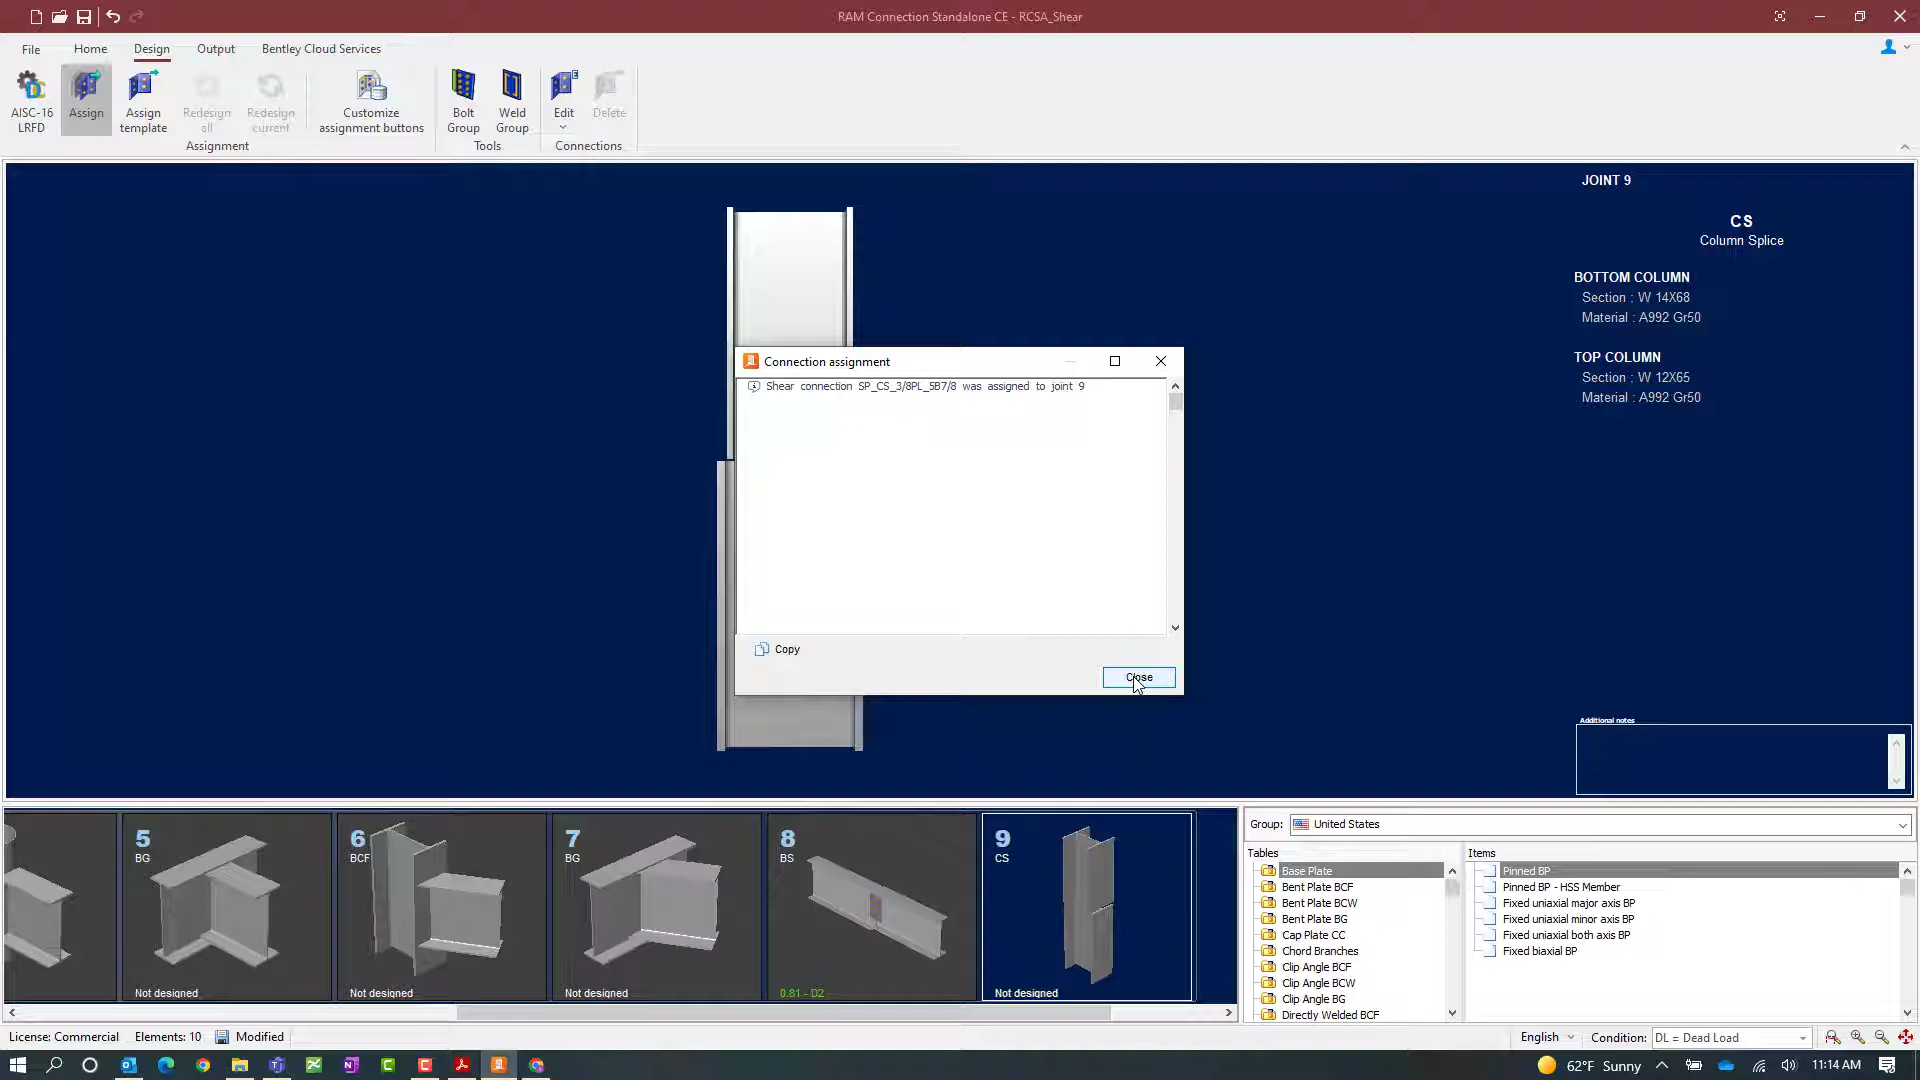 RAM Connection Standalone CE - RCSA_Shear
File Home Design Output Bentley Cloud Services
AISC-16 LRFD
Assign
Assign template
Redesign all
Redesign current
Customize assignment buttons
Bolt Group
Weld Group
Edit
Delete
Assignment Tools Connections
JOINT 9
CS
Column Splice
BOTTOM COLUMN
Section : W 14X68
Material : A992 Gr50
TOP COLUMN
Section : W 12X65
Material : A992 Gr50
Connection assignment
Shear connection SP_CS_3/8PL_5B7/8 was assigned to joint 9
Copy
Close
Additional notes
5
BG
Not designed
6
BCF
Not designed
7
BG
Not designed
8
BS
0.81 - D2
9
CS
Not designed
Group: United States
Tables
Base Plate
Bent Plate BCF
Bent Plate BCW
Bent Plate BG
Cap Plate CC
Chord Branches
Clip Angle BCF
Clip Angle BCW
Clip Angle BG
Directly Welded BCF
Items
Pinned BP
Pinned BP - HSS Member
Fixed uniaxial major axis BP
Fixed uniaxial minor axis BP
Fixed uniaxial both axis BP
Fixed biaxial BP
License: Commercial Elements: 10 Modified
English Condition: DL = Dead Load
62°F Sunny 11:14 AM